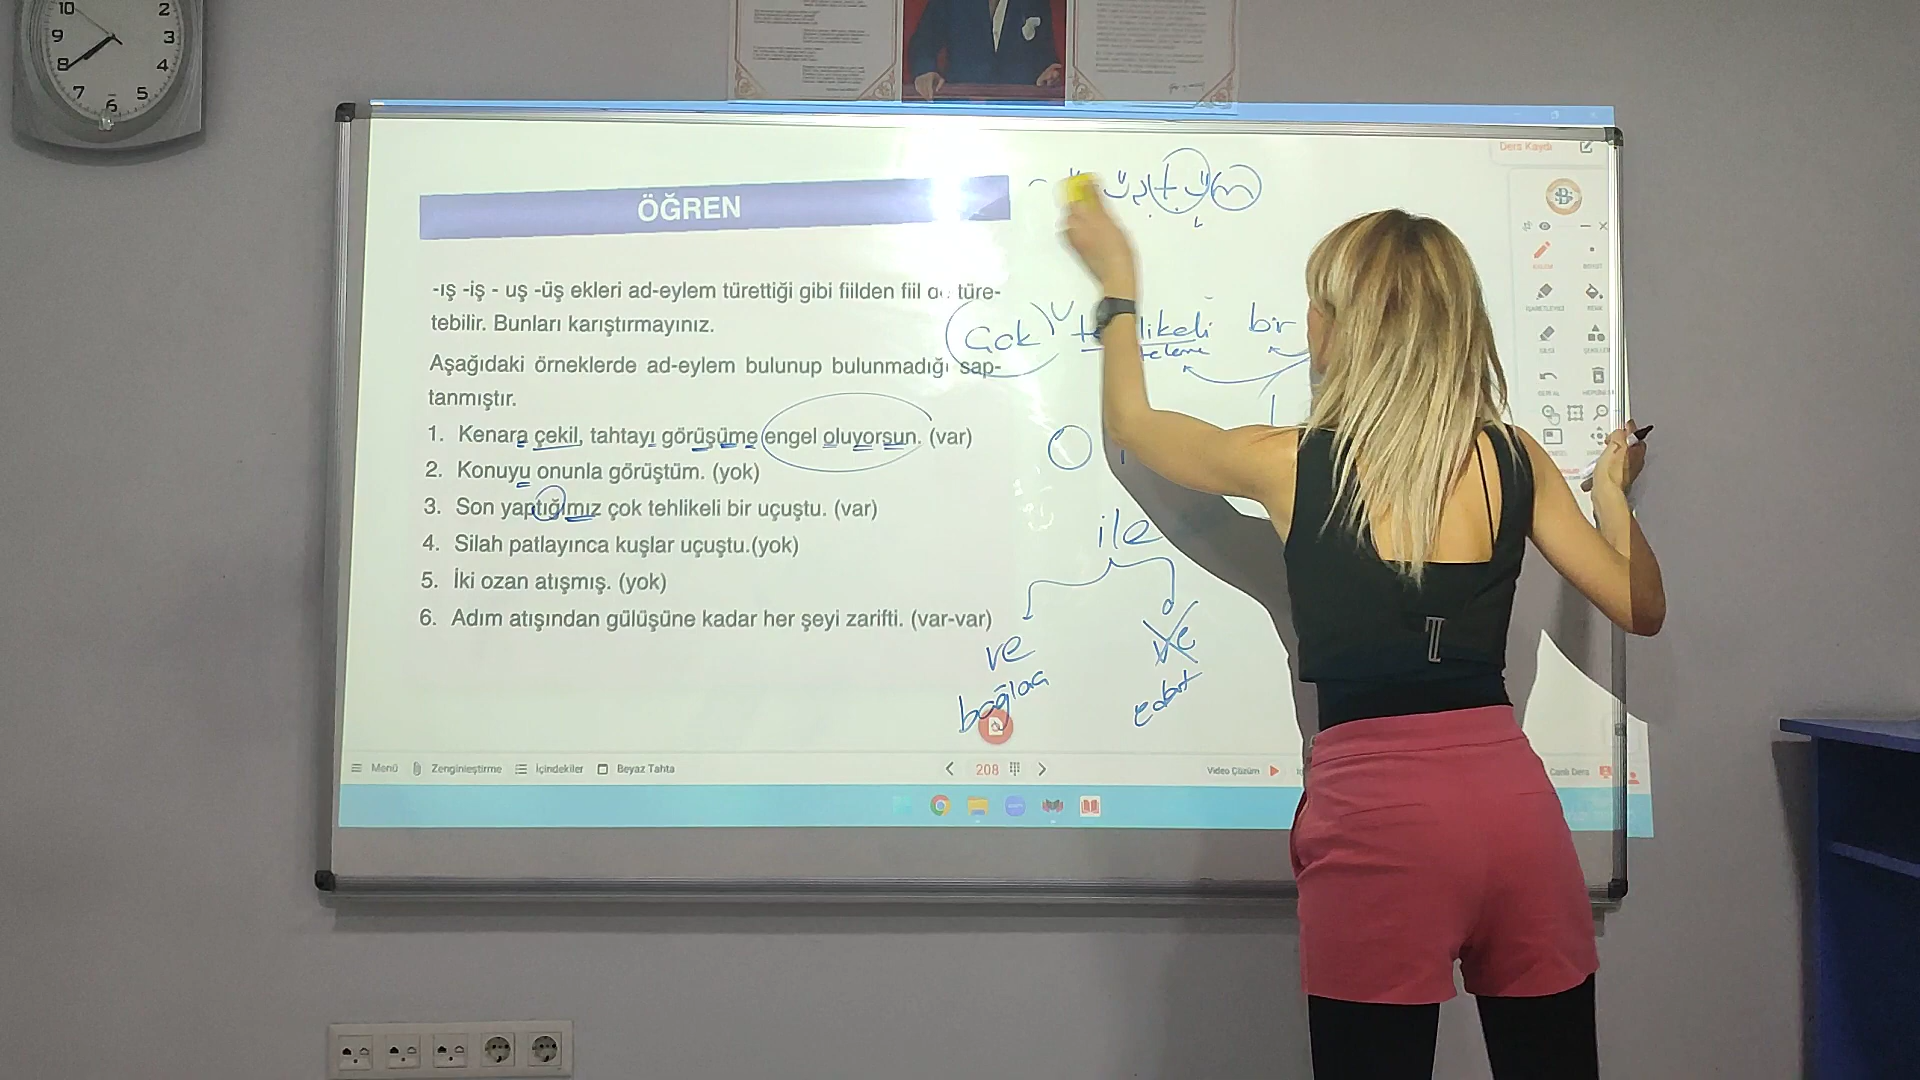 10
2
9
3
8
4
7
6
5
Ders Kaydı
ÖĞREN
-ış -iş - uş -üş ekleri ad-eylem türettiği gibi fiilden fiil türe-
tebilir. Bunları karıştırmayınız.
Aşağıdaki örneklerde ad-eylem bulunup bulunmadığı sap-
tanmıştır.
1. Kenara çekil, tahtayı görüşüme engel oluyorsun. (var)
2. Konuyu onunla görüştüm. (yok)
3. Son yaptığımız çok tehlikeli bir uçuştu. (var)
4. Silah patlayınca kuşlar uçuştu.(yok)
5. İki ozan atışmış. (yok)
6. Adım atışından gülüşüne kadar her şeyi zarifti. (var-var)
Çok bir
ile
ve ve
bağlaç edat
Menü Zenginleştirme İçindekiler Beyaz Tahta 208 Video Çözüm Canlı Ders